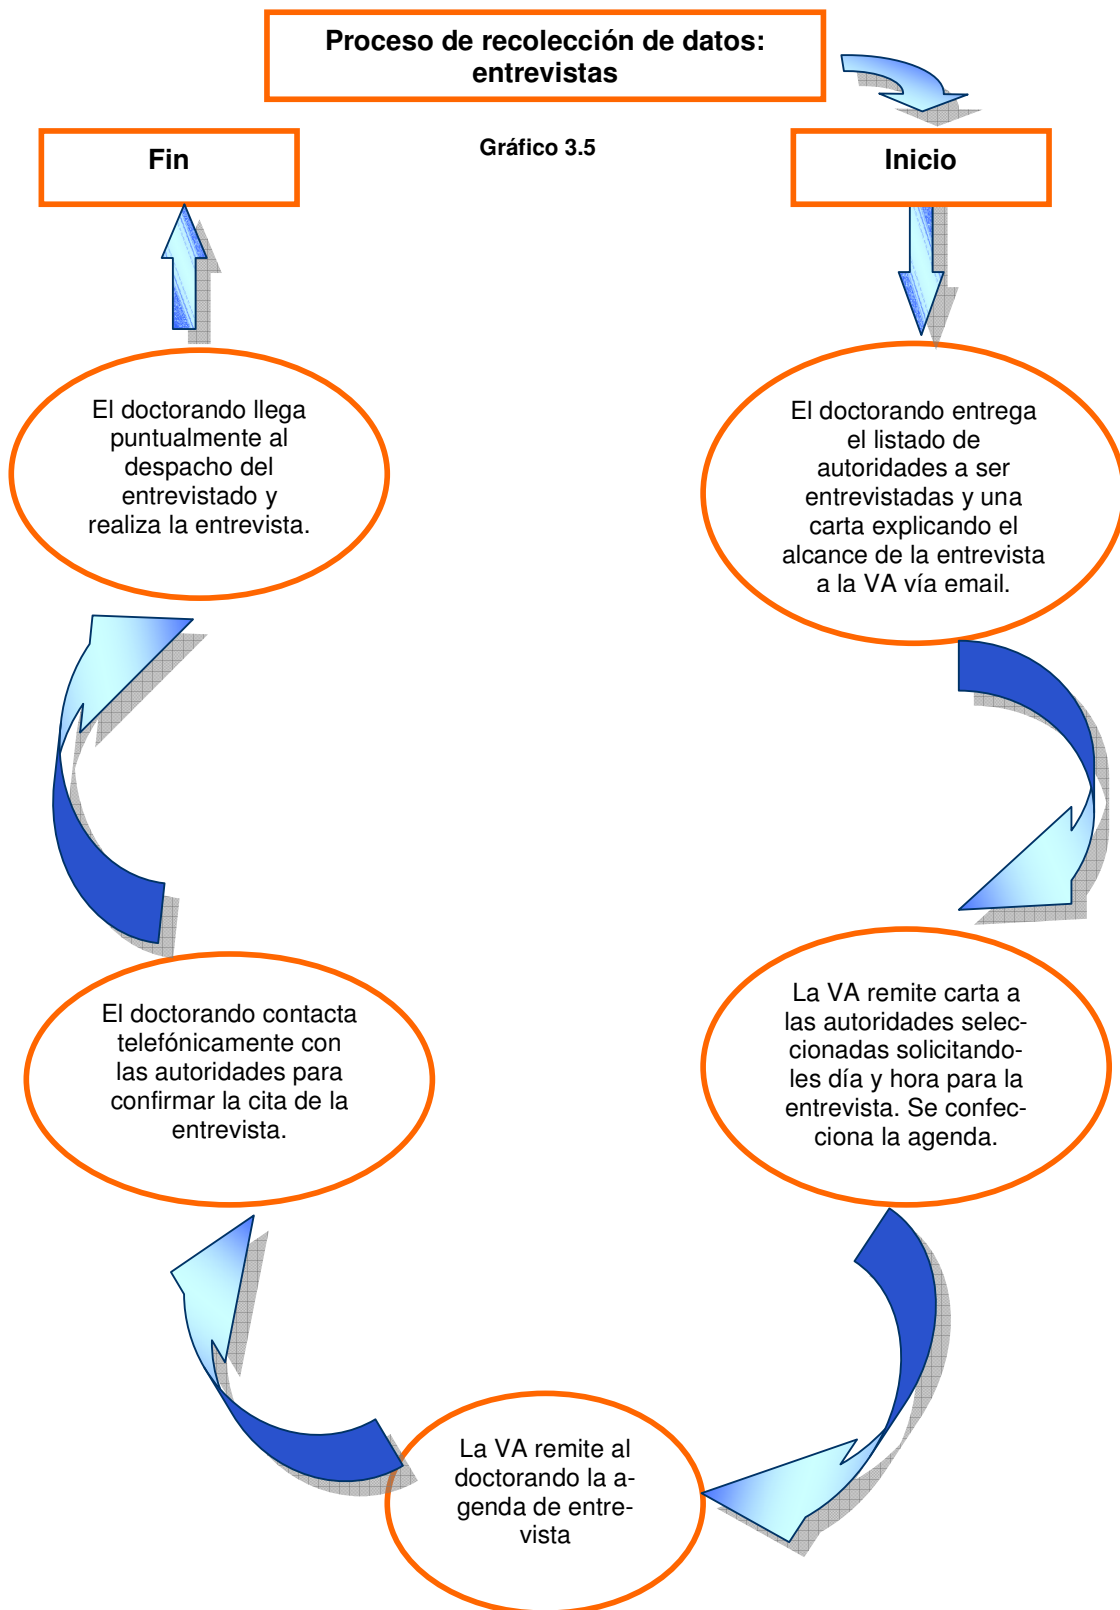 Proceso de recolección de datos:
entrevistas
Gráfico 3.5
Inicio
El doctorando entrega
el listado de
autoridades a ser
entrevistadas y una
carta explicando el
alcance de la entrevista
a la VA vía email.
La VA remite carta a
las autoridades selec-
cionadas solicitando-
les día y hora para la
entrevista. Se confec-
ciona la agenda.
La VA remite al
doctorando la a-
genda de entre-
vista
El doctorando contacta
telefónicamente con
las autoridades para
confirmar la cita de la
entrevista.
El doctorando llega
puntualmente al
despacho del
entrevistado y
realiza la entrevista.
Fin